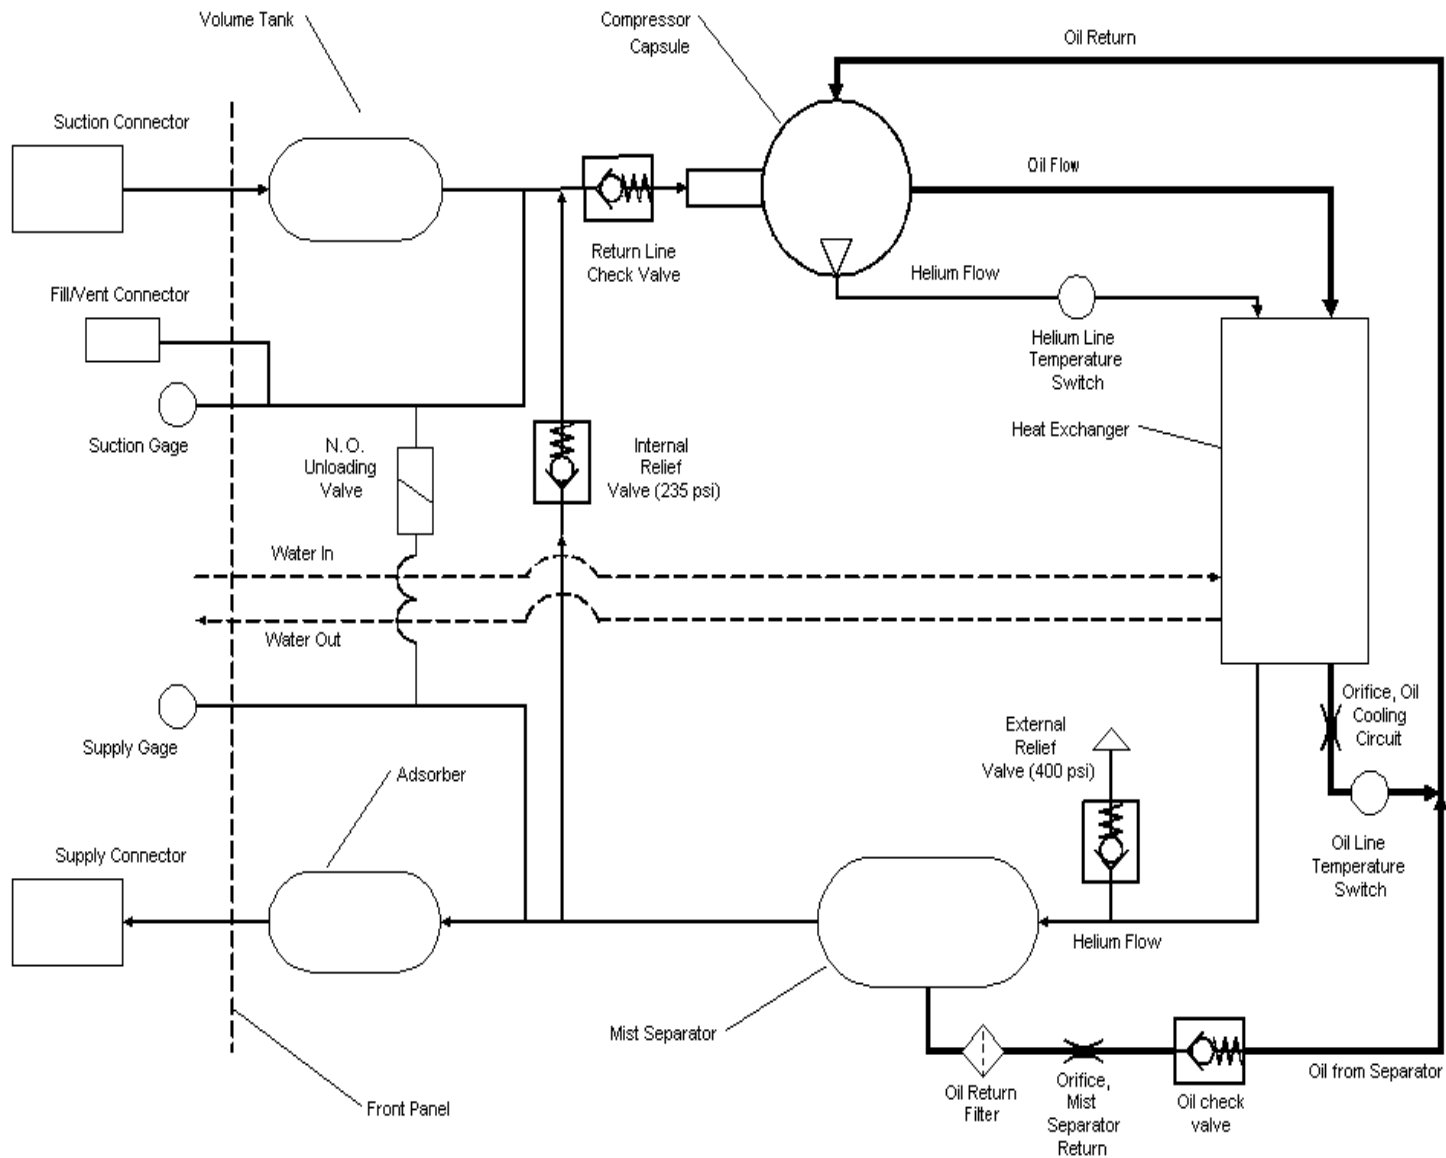 Volume Tank
Compressor
Capsule
Oil Return
Suction Connector
Oil Flow
Return Line
Check Valve
Helium Flow
Fill/Vent Connector
Helium Line
Temperature
Switch
Suction Gage
N.O.
Unloading
Valve
Internal
Relief
Valve (235 psi)
Heat Exchanger
Water In
Water Out
Supply Gage
External
Relief
Valve (400 psi)
Orifice, Oil
Cooling
Circuit
Adsorber
Supply Connector
Oil Line
Temperature
Switch
Helium Flow
Mist Separator
Front Panel
Oil Return
Filter
Orifice,
Mist
Separator
Return
Oil check
valve
Oil from Separator